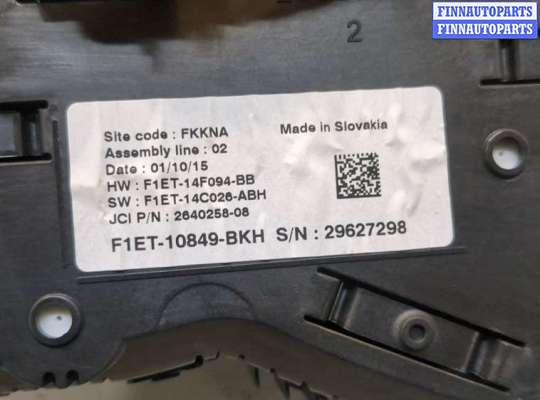 FINNAUTOPARTS
FINNAUTOPARTS
FINNAUTOPARTS
2
Site code : FKKNA
Made in Slovakia
Assembly line : 02
Date : 01/10/15
HW : F1ET-14F094-BB
SW : F1ET-14C026-ABH
JCI P/N : 2640258-08
F1ET-10849-BKH S/N : 29627298